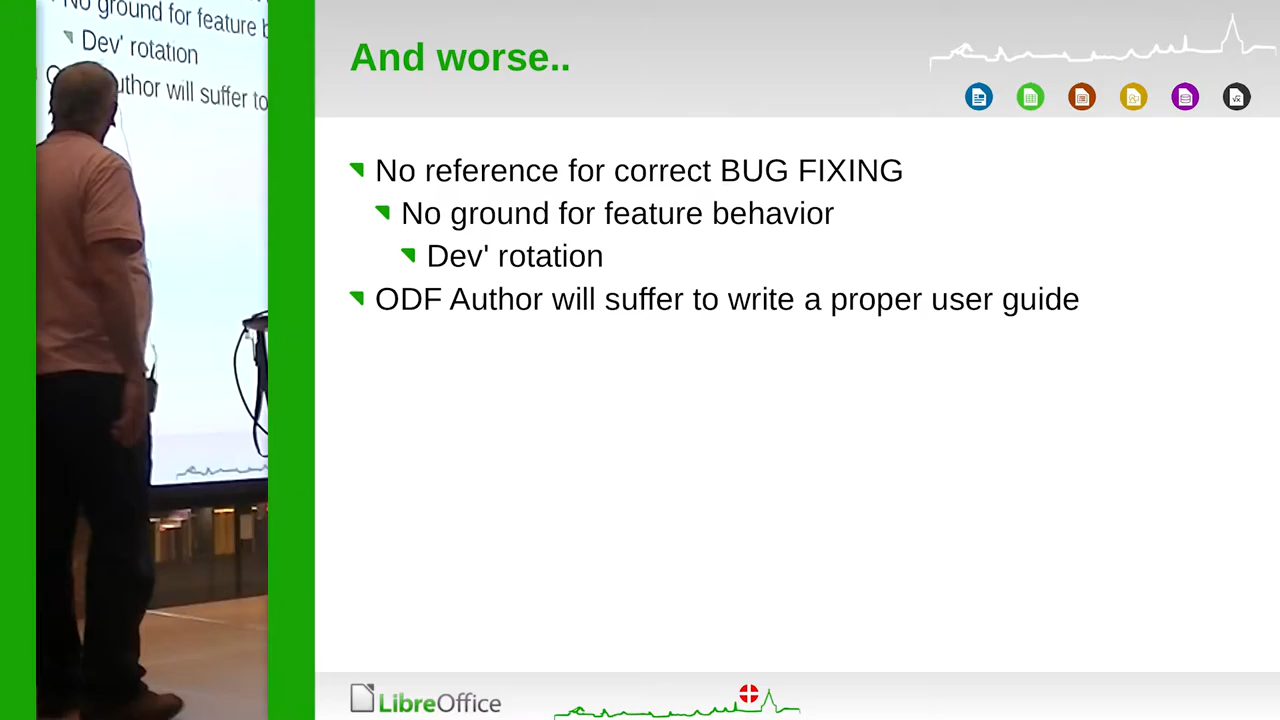 No ground for feature
Dev' rotation
uthor will suffer to
And worse..
No reference for correct BUG FIXING
No ground for feature behavior
Dev' rotation
ODF Author will suffer to write a proper user guide
LibreOffice